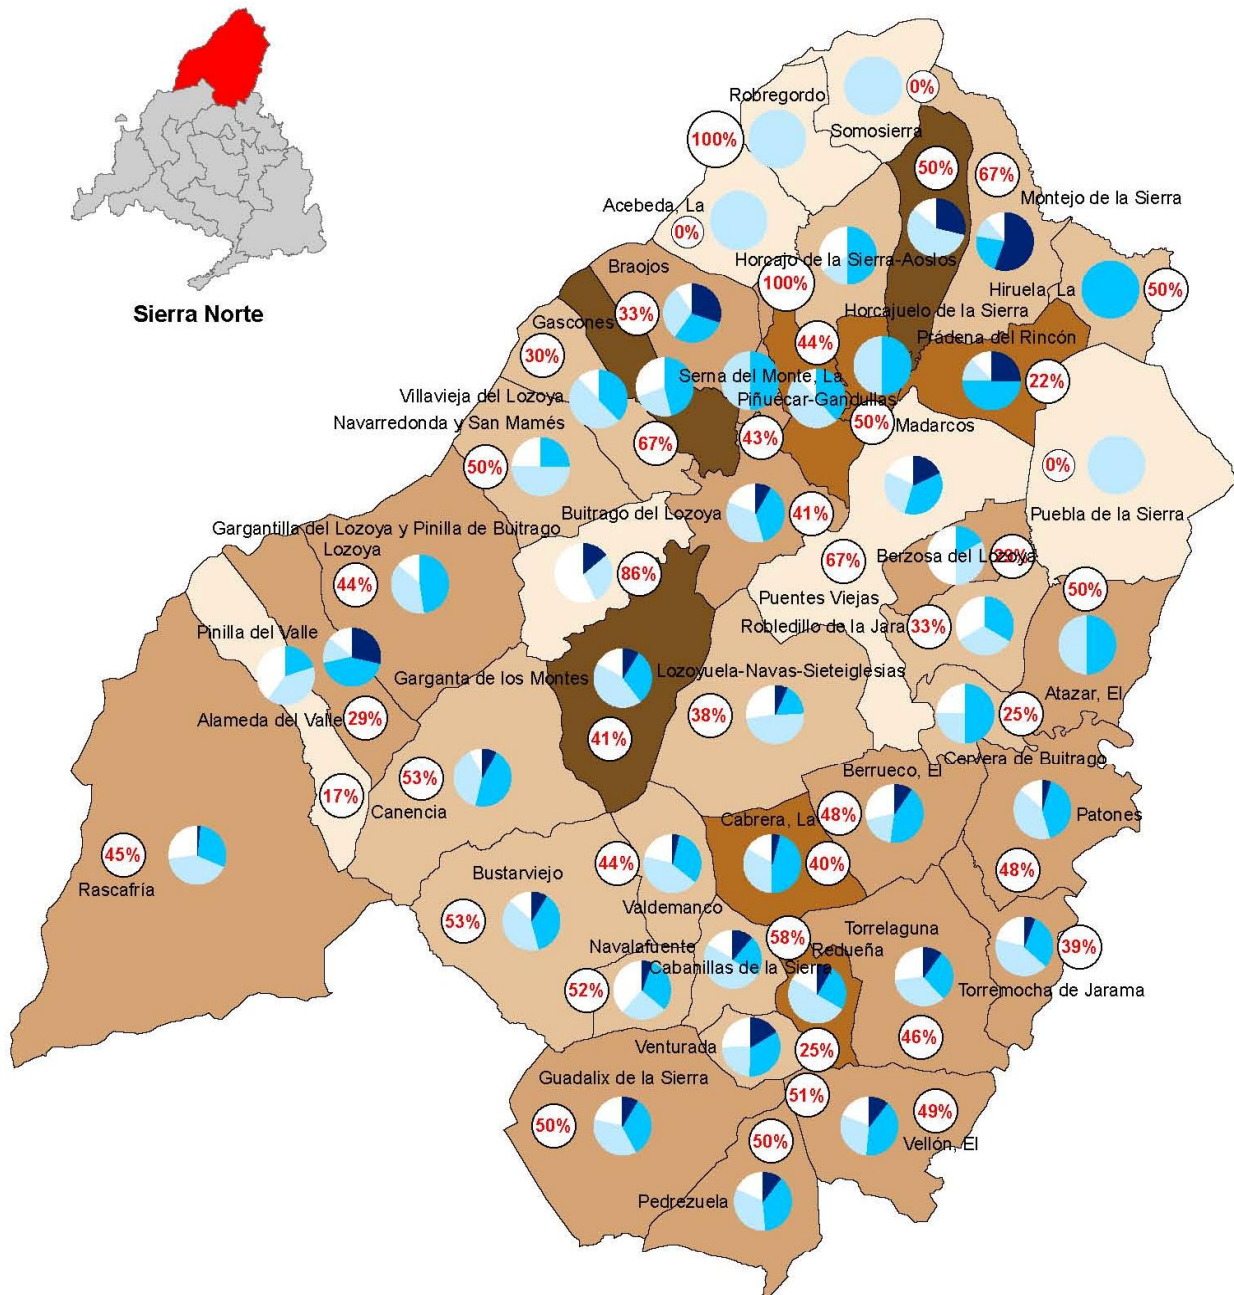 Robregordo
0%
Somosierra
100%
50%
67%
Montejo de la Sierra
Acebeda, La
0%
Horcajo de la Sierra-Aoslos
Braojos
100%
Hiruela, La
50%
Sierra Norte
33%
Horcajuelo de la Sierra
Gascones
Prádena del Rincón
30%
44%
Serna del Monte, La
22%
Villavieja del Lozoya
Piñuécar-Gandullas
Navarredonda y San Mamés
50%
Madarcos
67%
43%
50%
0%
Buitrago del Lozoya
41%
Puebla de la Sierra
Gargantilla del Lozoya y Pinilla de Buitrago
Lozoya
Berzosa del Lozoya
44%
86%
67%
50%
Puentes Viejas
Robledillo de la Jara
33%
Pinilla del Valle
Garganta de los Montes
Lozoyuela-Navas-Sieteiglesias
Atazar, El
Alameda del Valle
29%
38%
25%
41%
Cervera de Buitrago
53%
Berrueco, El
17%
Canencia
Cabrera, La
48%
Patones
45%
44%
40%
48%
Rascafría
Bustarviejo
Valdemanco
53%
58%
Torrelaguna
Navalafuente
Redueña
39%
Cabanillas de la Sierra
52%
Torremocha de Jarama
46%
Venturada
25%
Guadalix de la Sierra
51%
49%
50%
50%
Vellón, El
Pedrezuela